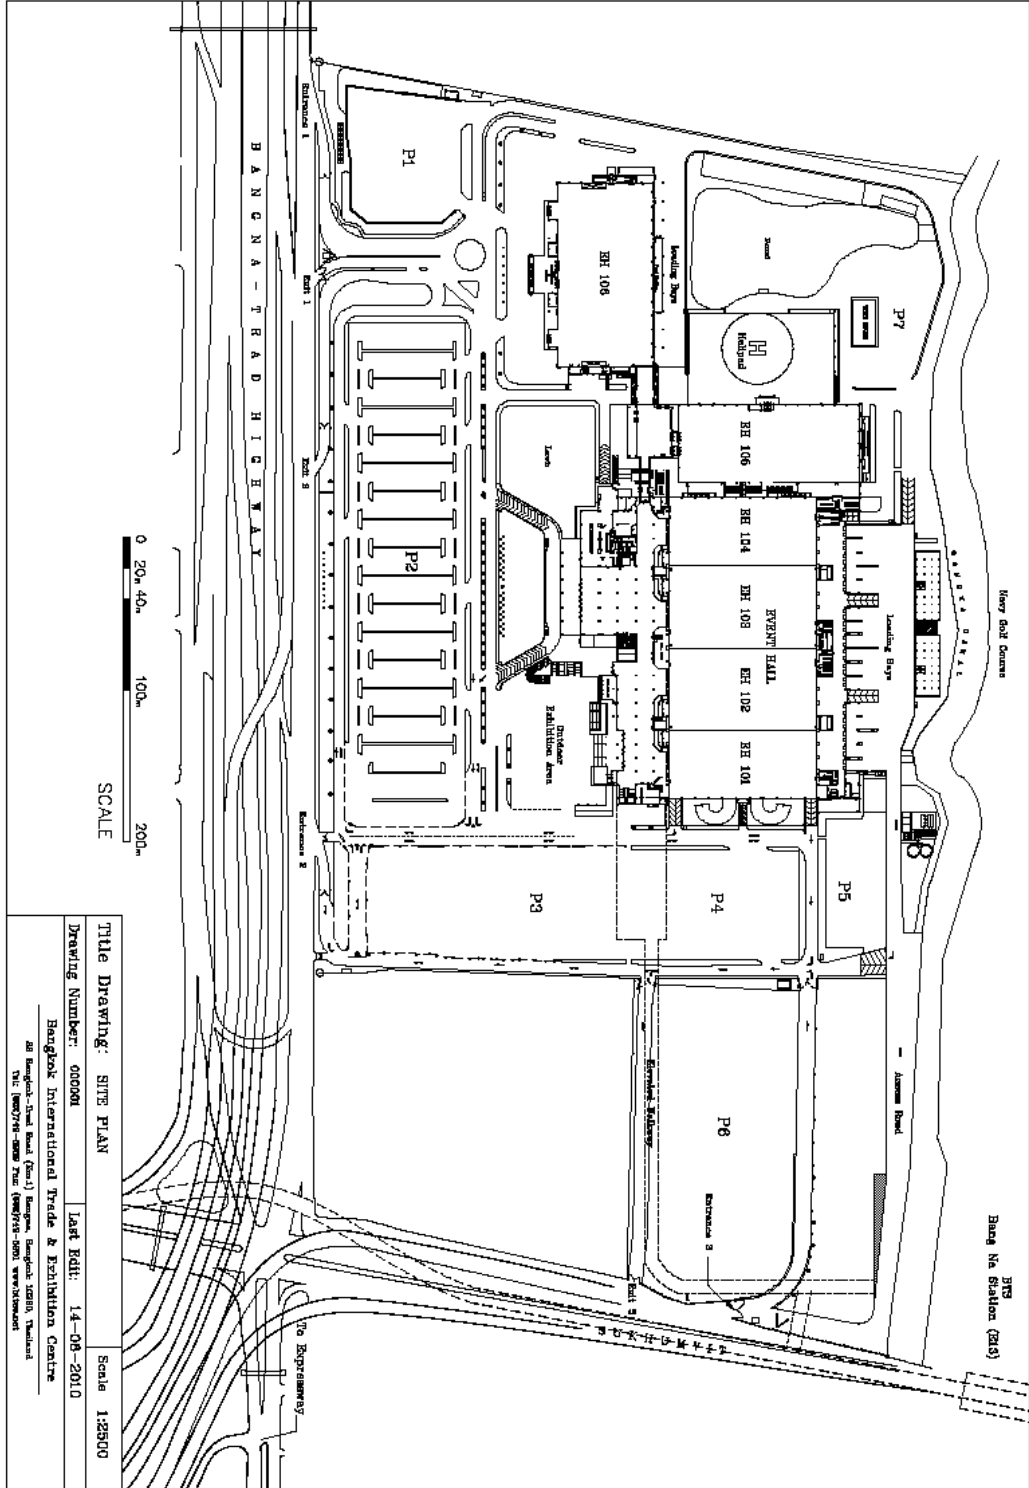 Navy Golf Course
BTS
Bang Na Station (E13)
P7
Pond
Helipad
H
Loading Bays
EH 106
P1
EH 106
EH 104
EH 103
EVENT HALL
EH 102
EH 101
Loading Bays
P5
Access Road
Lawn
Outdoor
Exhibition Area
P4
P3
P6
Elevated Walkway
Entrance 3
P2
Entrance 1
Exit 1
Exit 2
Entrance 2
BANGNA-TRAD HIGHWAY
To Expressway
0 20m 40m 100m 200m
SCALE
Title Drawing: SITE PLAN
Scale 1:2500
Drawing Number: 000001
Last Edit: 14-06-2010
Bangkok International Trade & Exhibition Centre